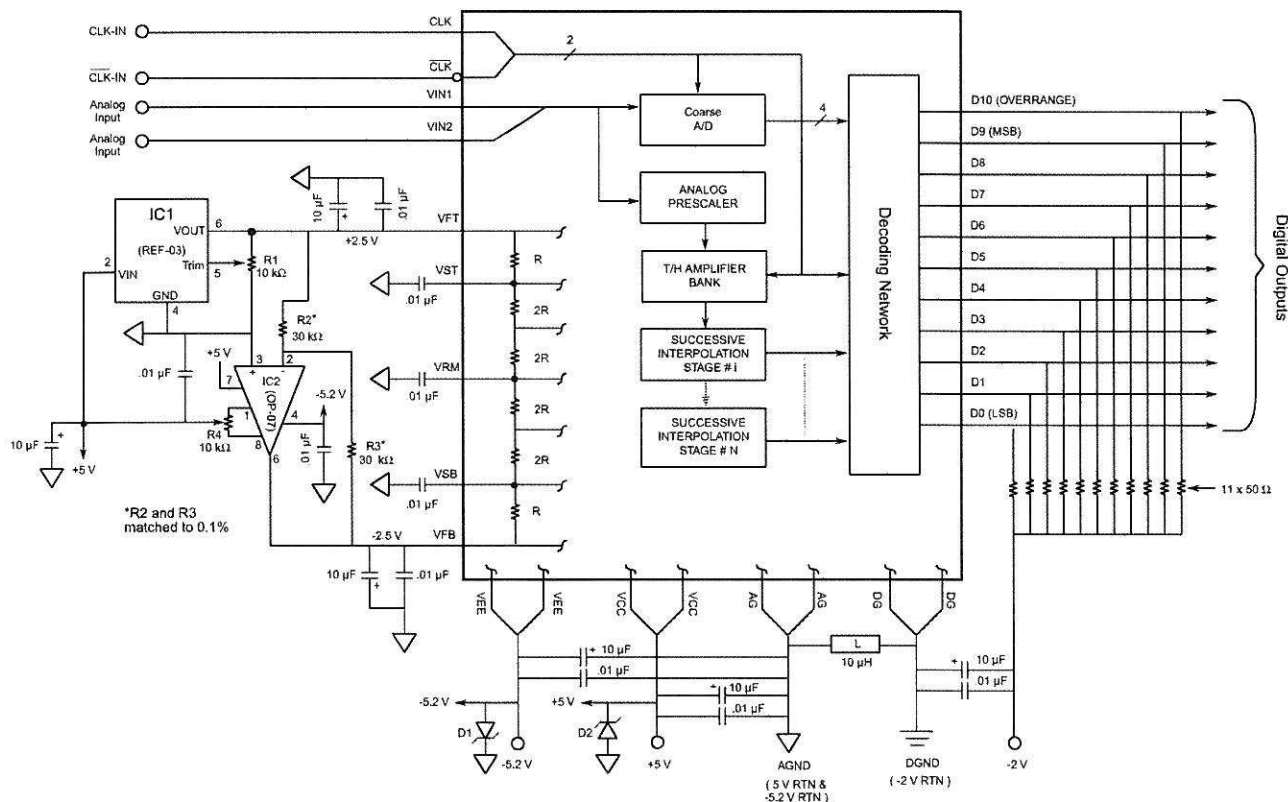 CLK-IN
CLK
2
CLK-IN
CLK
Analog
Input
VIN1
Analog
Input
VIN2
Coarse
A/D
4
ANALOG
PRESCALER
T/H AMPLIFIER
BANK
SUCCESSIVE
INTERPOLATION
STAGE # i
SUCCESSIVE
INTERPOLATION
STAGE # N
Decoding Network
D10 (OVERRANGE)
D9 (MSB)
D8
D7
D6
D5
D4
D3
D2
D1
D0 (LSB)
Digital Outputs
11 x 50 Ω
IC1
(REF-03)
VOUT
6
2
VIN
Trim
5
GND
4
R1
10 kΩ
10 µF
+
.01 µF
+2.5 V
VFT
R
VST
.01 µF
2R
R2*
30 kΩ
2R
VRM
.01 µF
2R
2R
VSB
.01 µF
R
VFB
-2.5 V
+5 V
3
2
+
-
IC2
(OP-07)
7
1
4
8
6
-5.2 V
.01 µF
.01 µF
R4
10kΩ
R3*
30 kΩ
10 µF
+
+5 V
*R2 and R3
matched to 0.1%
10 µF
+
.01 µF
VEE
VEE
VCC
VCC
AG
AG
DG
DG
+
10 µF
.01 µF
+
10 µF
.01 µF
L
10 µH
+
10 µF
.01 µF
-5.2 V
D1
-5.2 V
+5 V
D2
+5 V
AGND
( 5 V RTN &
-5.2 V RTN )
DGND
( -2 V RTN )
-2 V